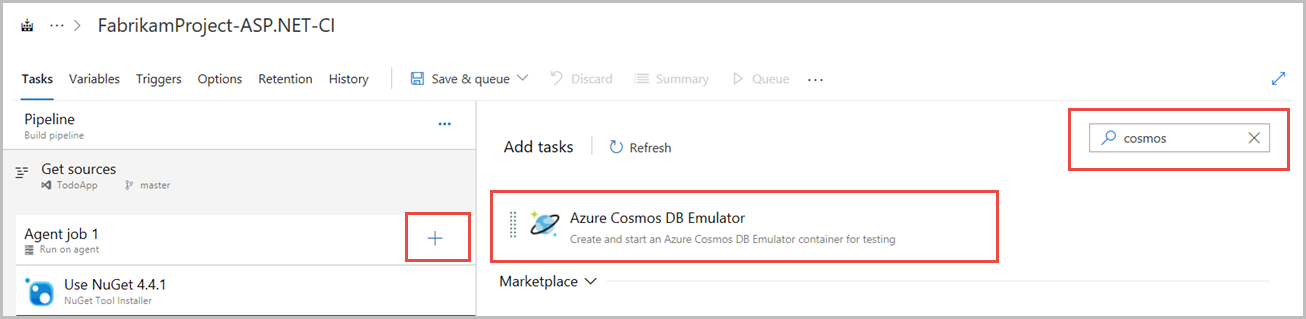 ··· > FabrikamProject-ASP.NET-CI
Tasks Variables Triggers Options Retention History Save & queue Discard Summary Queue ···
Pipeline ···
Build pipeline
Get sources
TodoApp master
Agent job 1
Run on agent
Use NuGet 4.4.1
NuGet Tool Installer
Add tasks Refresh
cosmos
Azure Cosmos DB Emulator
Create and start an Azure Cosmos DB Emulator container for testing
Marketplace